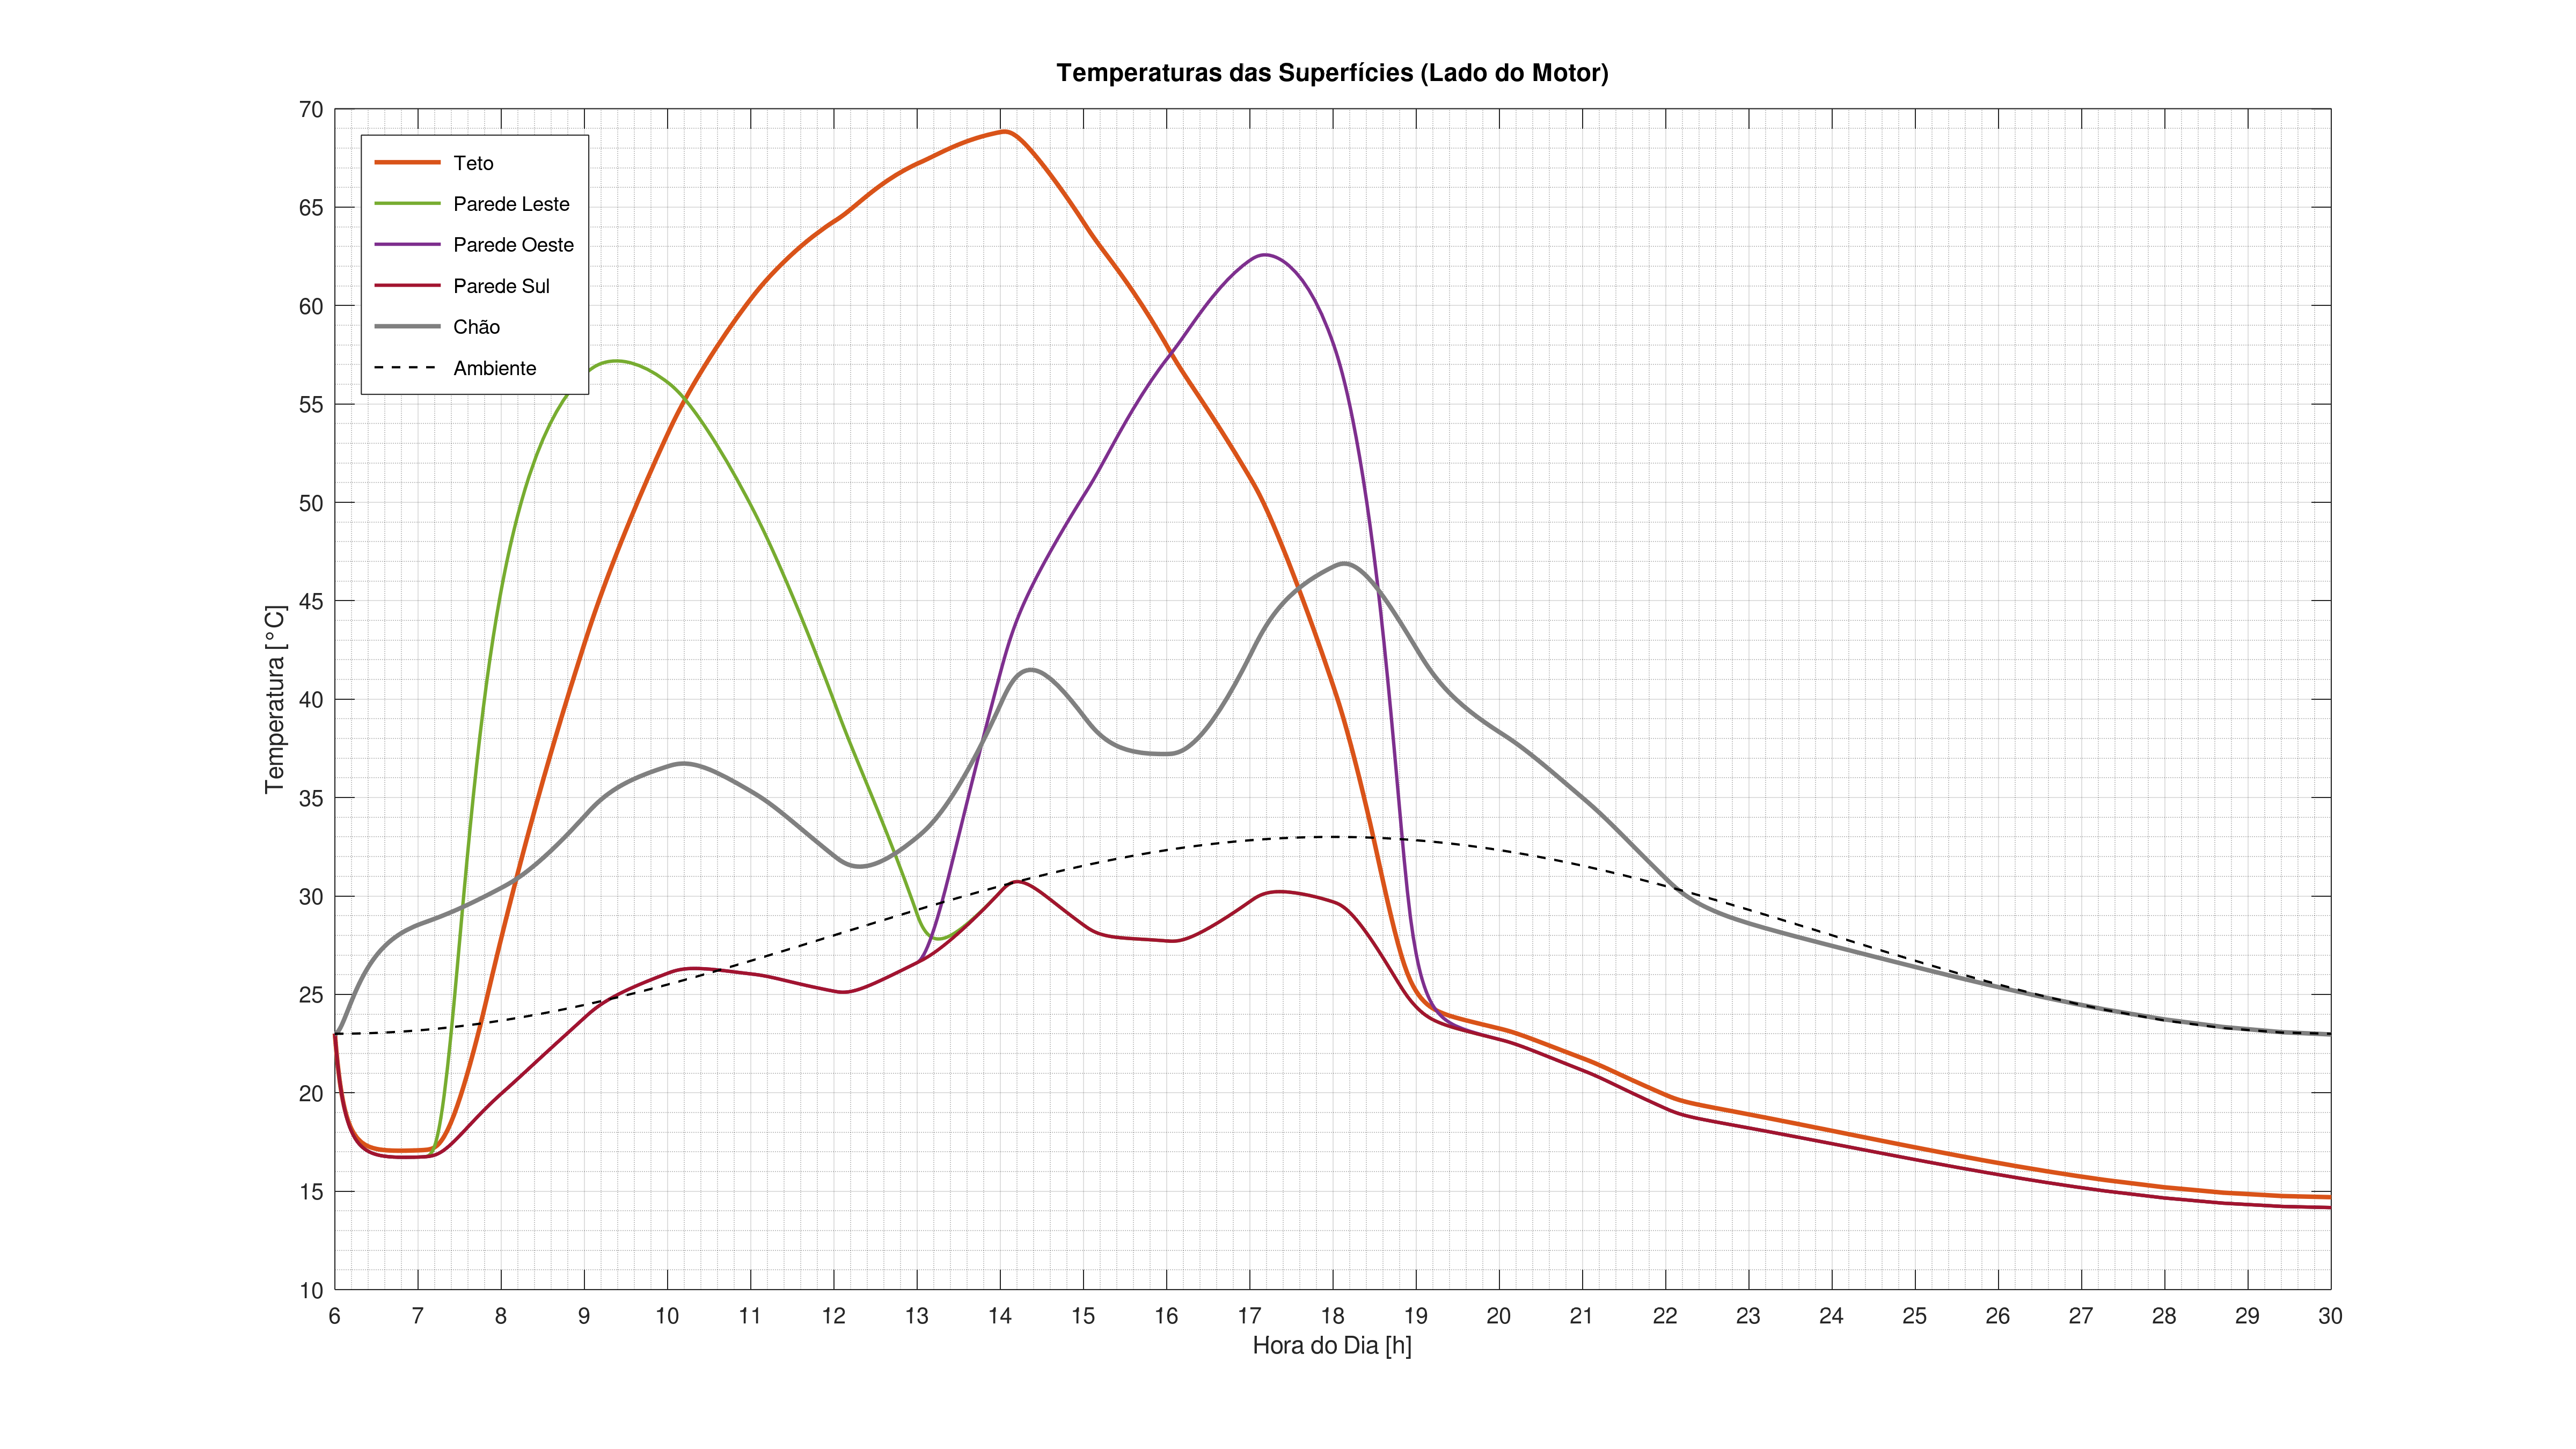 Temperaturas das Superfícies (Lado do Motor)
70
65
60
55
50
45
40
35
30
25
20
15
10
Temperatura [°C]
Teto
Parede Leste
Parede Oeste
Parede Sul
Chão
Ambiente
6 7 8 9 10 11 12 13 14 15 16 17 18 19 20 21 22 23 24 25 26 27 28 29 30
Hora do Dia [h]